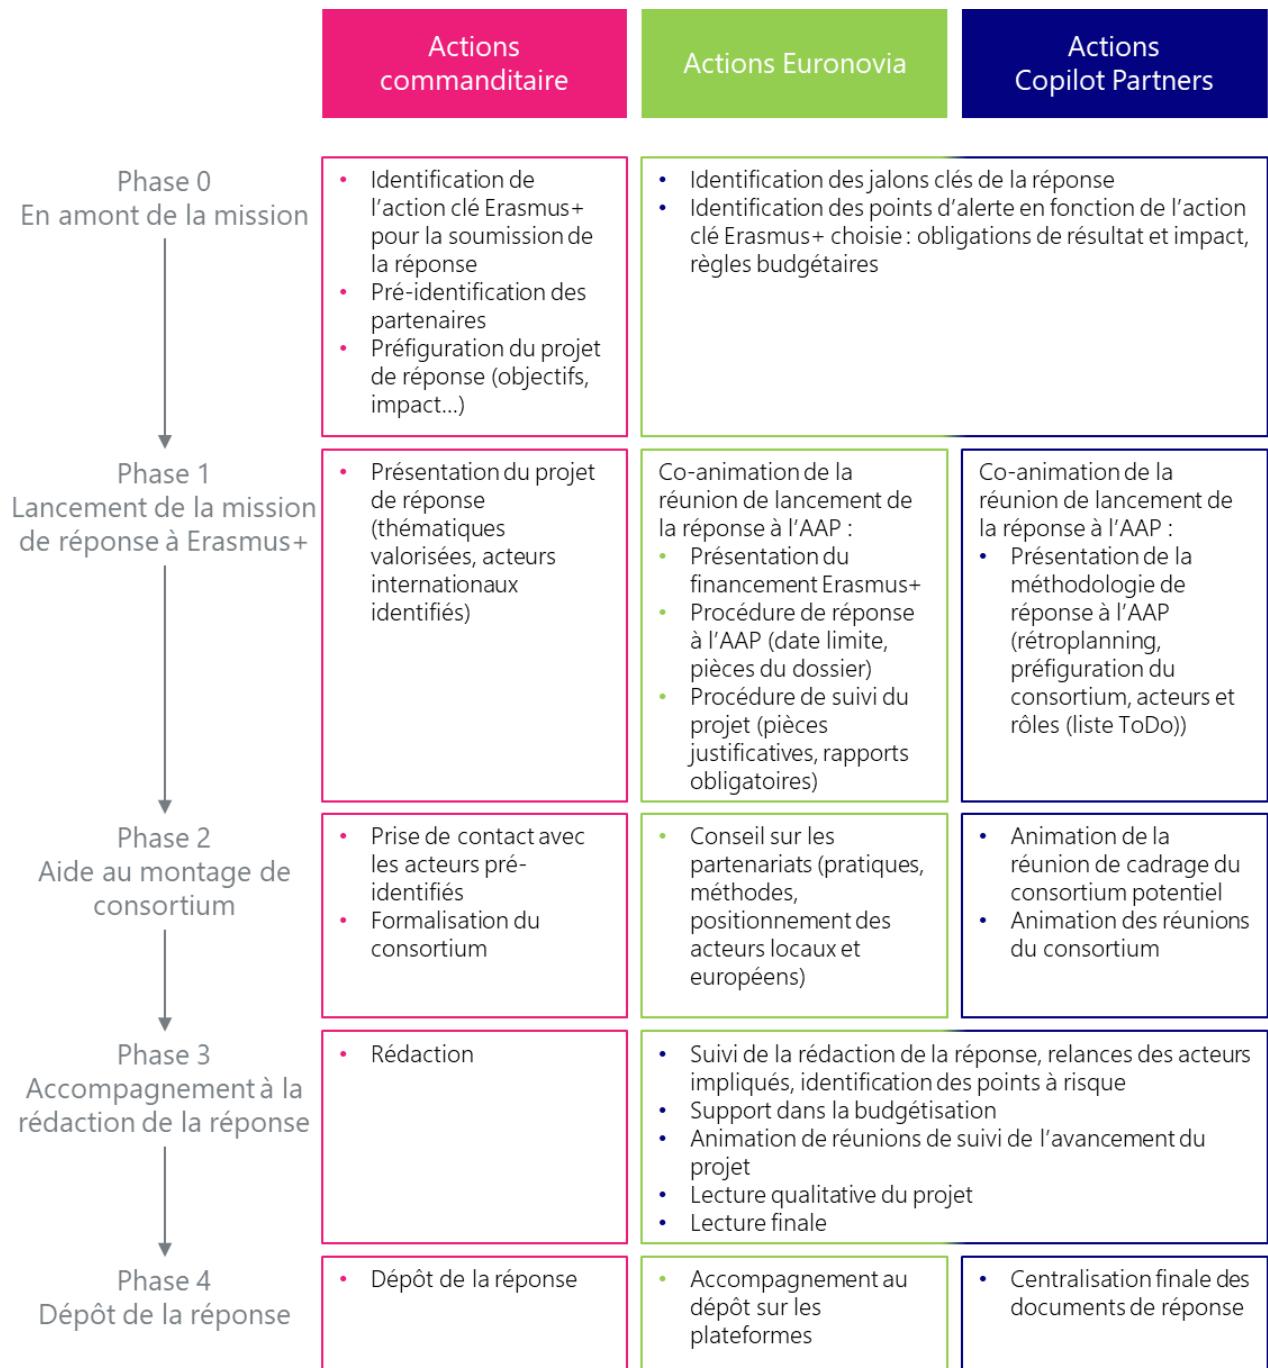 Actions
commanditaire
Actions Euronovia
Actions
Copilot Partners
Phase 0
En amont de la mission
• Identification de
l’action clé Erasmus+
pour la soumission de
la réponse
• Pré-identification des
partenaires
• Préfiguration du projet
de réponse (objectifs,
impact…)
• Identification des jalons clés de la réponse
• Identification des points d’alerte en fonction de l’action
clé Erasmus+ choisie : obligations de résultat et impact,
règles budgétaires
Phase 1
Lancement de la mission
de réponse à Erasmus+
• Présentation du projet
de réponse
(thématiques
valorisées, acteurs
internationaux
identifiés)
Co-animation de la
réunion de lancement de
la réponse à l’AAP :
• Présentation du
financement Erasmus+
• Procédure de réponse
à l’AAP (date limite,
pièces du dossier)
• Procédure de suivi du
projet (pièces
justificatives, rapports
obligatoires)
Co-animation de la
réunion de lancement de
la réponse à l’AAP :
• Présentation de la
méthodologie de
réponse à l’AAP
(rétroplanning,
préfiguration du
consortium, acteurs et
rôles (liste ToDo))
Phase 2
Aide au montage de
consortium
• Prise de contact avec
les acteurs pré-
identifiés
• Formalisation du
consortium
• Conseil sur les
partenariats (pratiques,
méthodes,
positionnement des
acteurs locaux et
européens)
• Animation de la
réunion de cadrage du
consortium potentiel
• Animation des réunions
du consortium
Phase 3
Accompagnement à la
rédaction de la réponse
• Rédaction
• Suivi de la rédaction de la réponse, relances des acteurs
impliqués, identification des points à risque
• Support dans la budgétisation
• Animation de réunions de suivi de l’avancement du
projet
• Lecture qualitative du projet
• Lecture finale
Phase 4
Dépôt de la réponse
• Dépôt de la réponse
• Accompagnement au
dépôt sur les
plateformes
• Centralisation finale des
documents de réponse